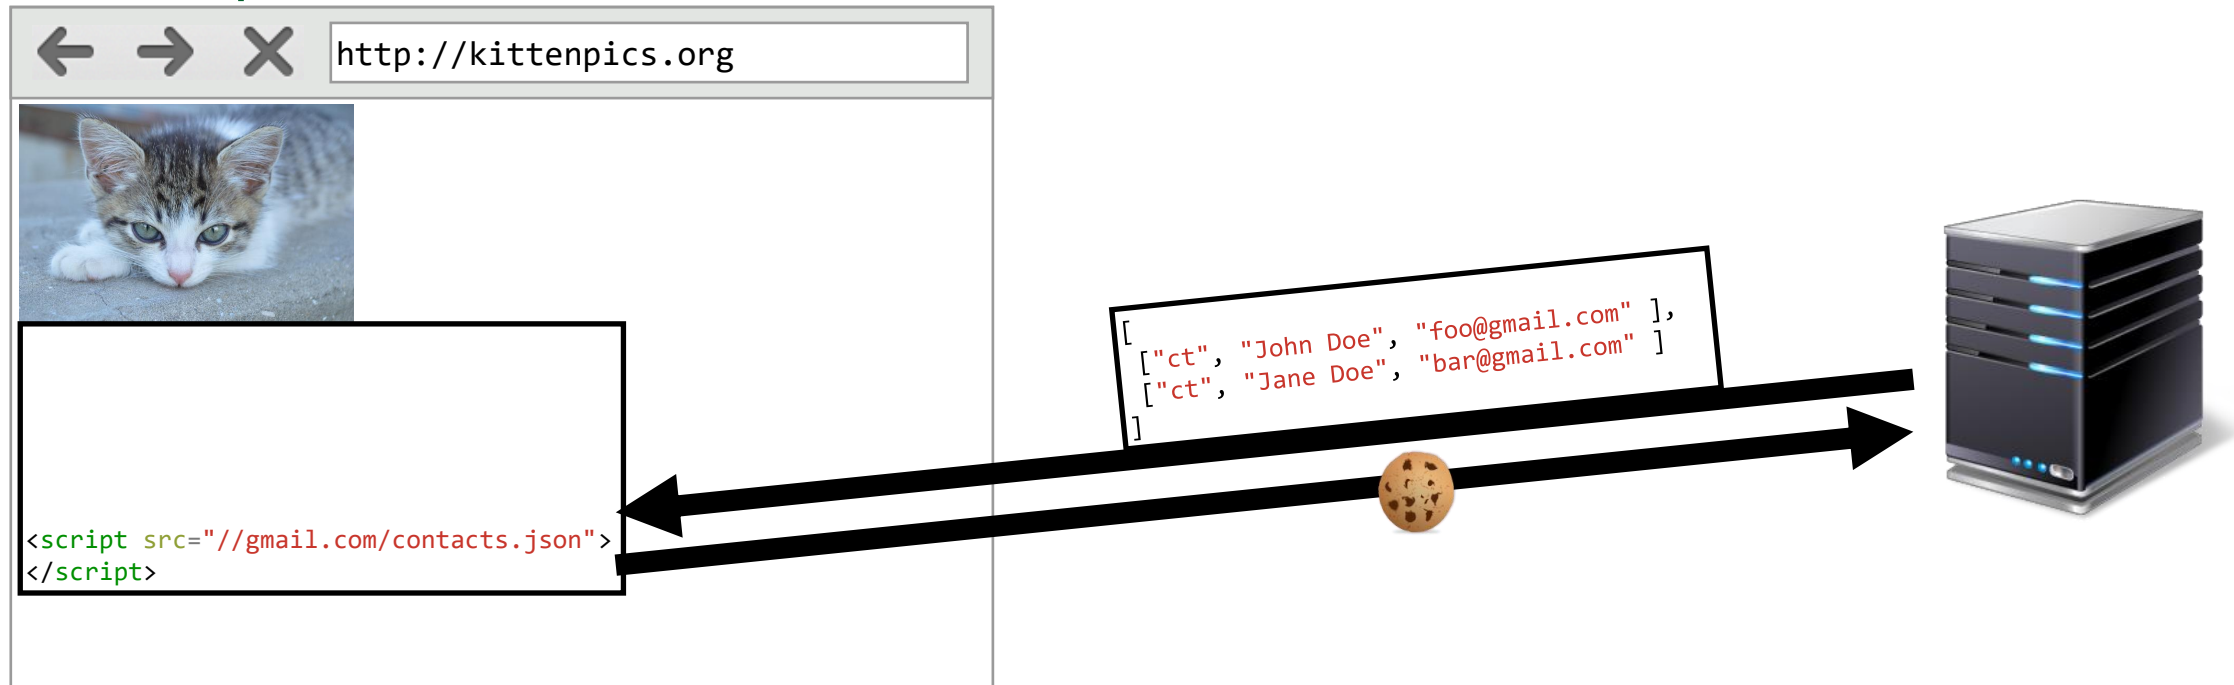 http://kittenpics.org
[
["ct", "John Doe", "foo@gmail.com" ],
["ct", "Jane Doe", "bar@gmail.com" ]
]
<script src="//gmail.com/contacts.json">
</script>